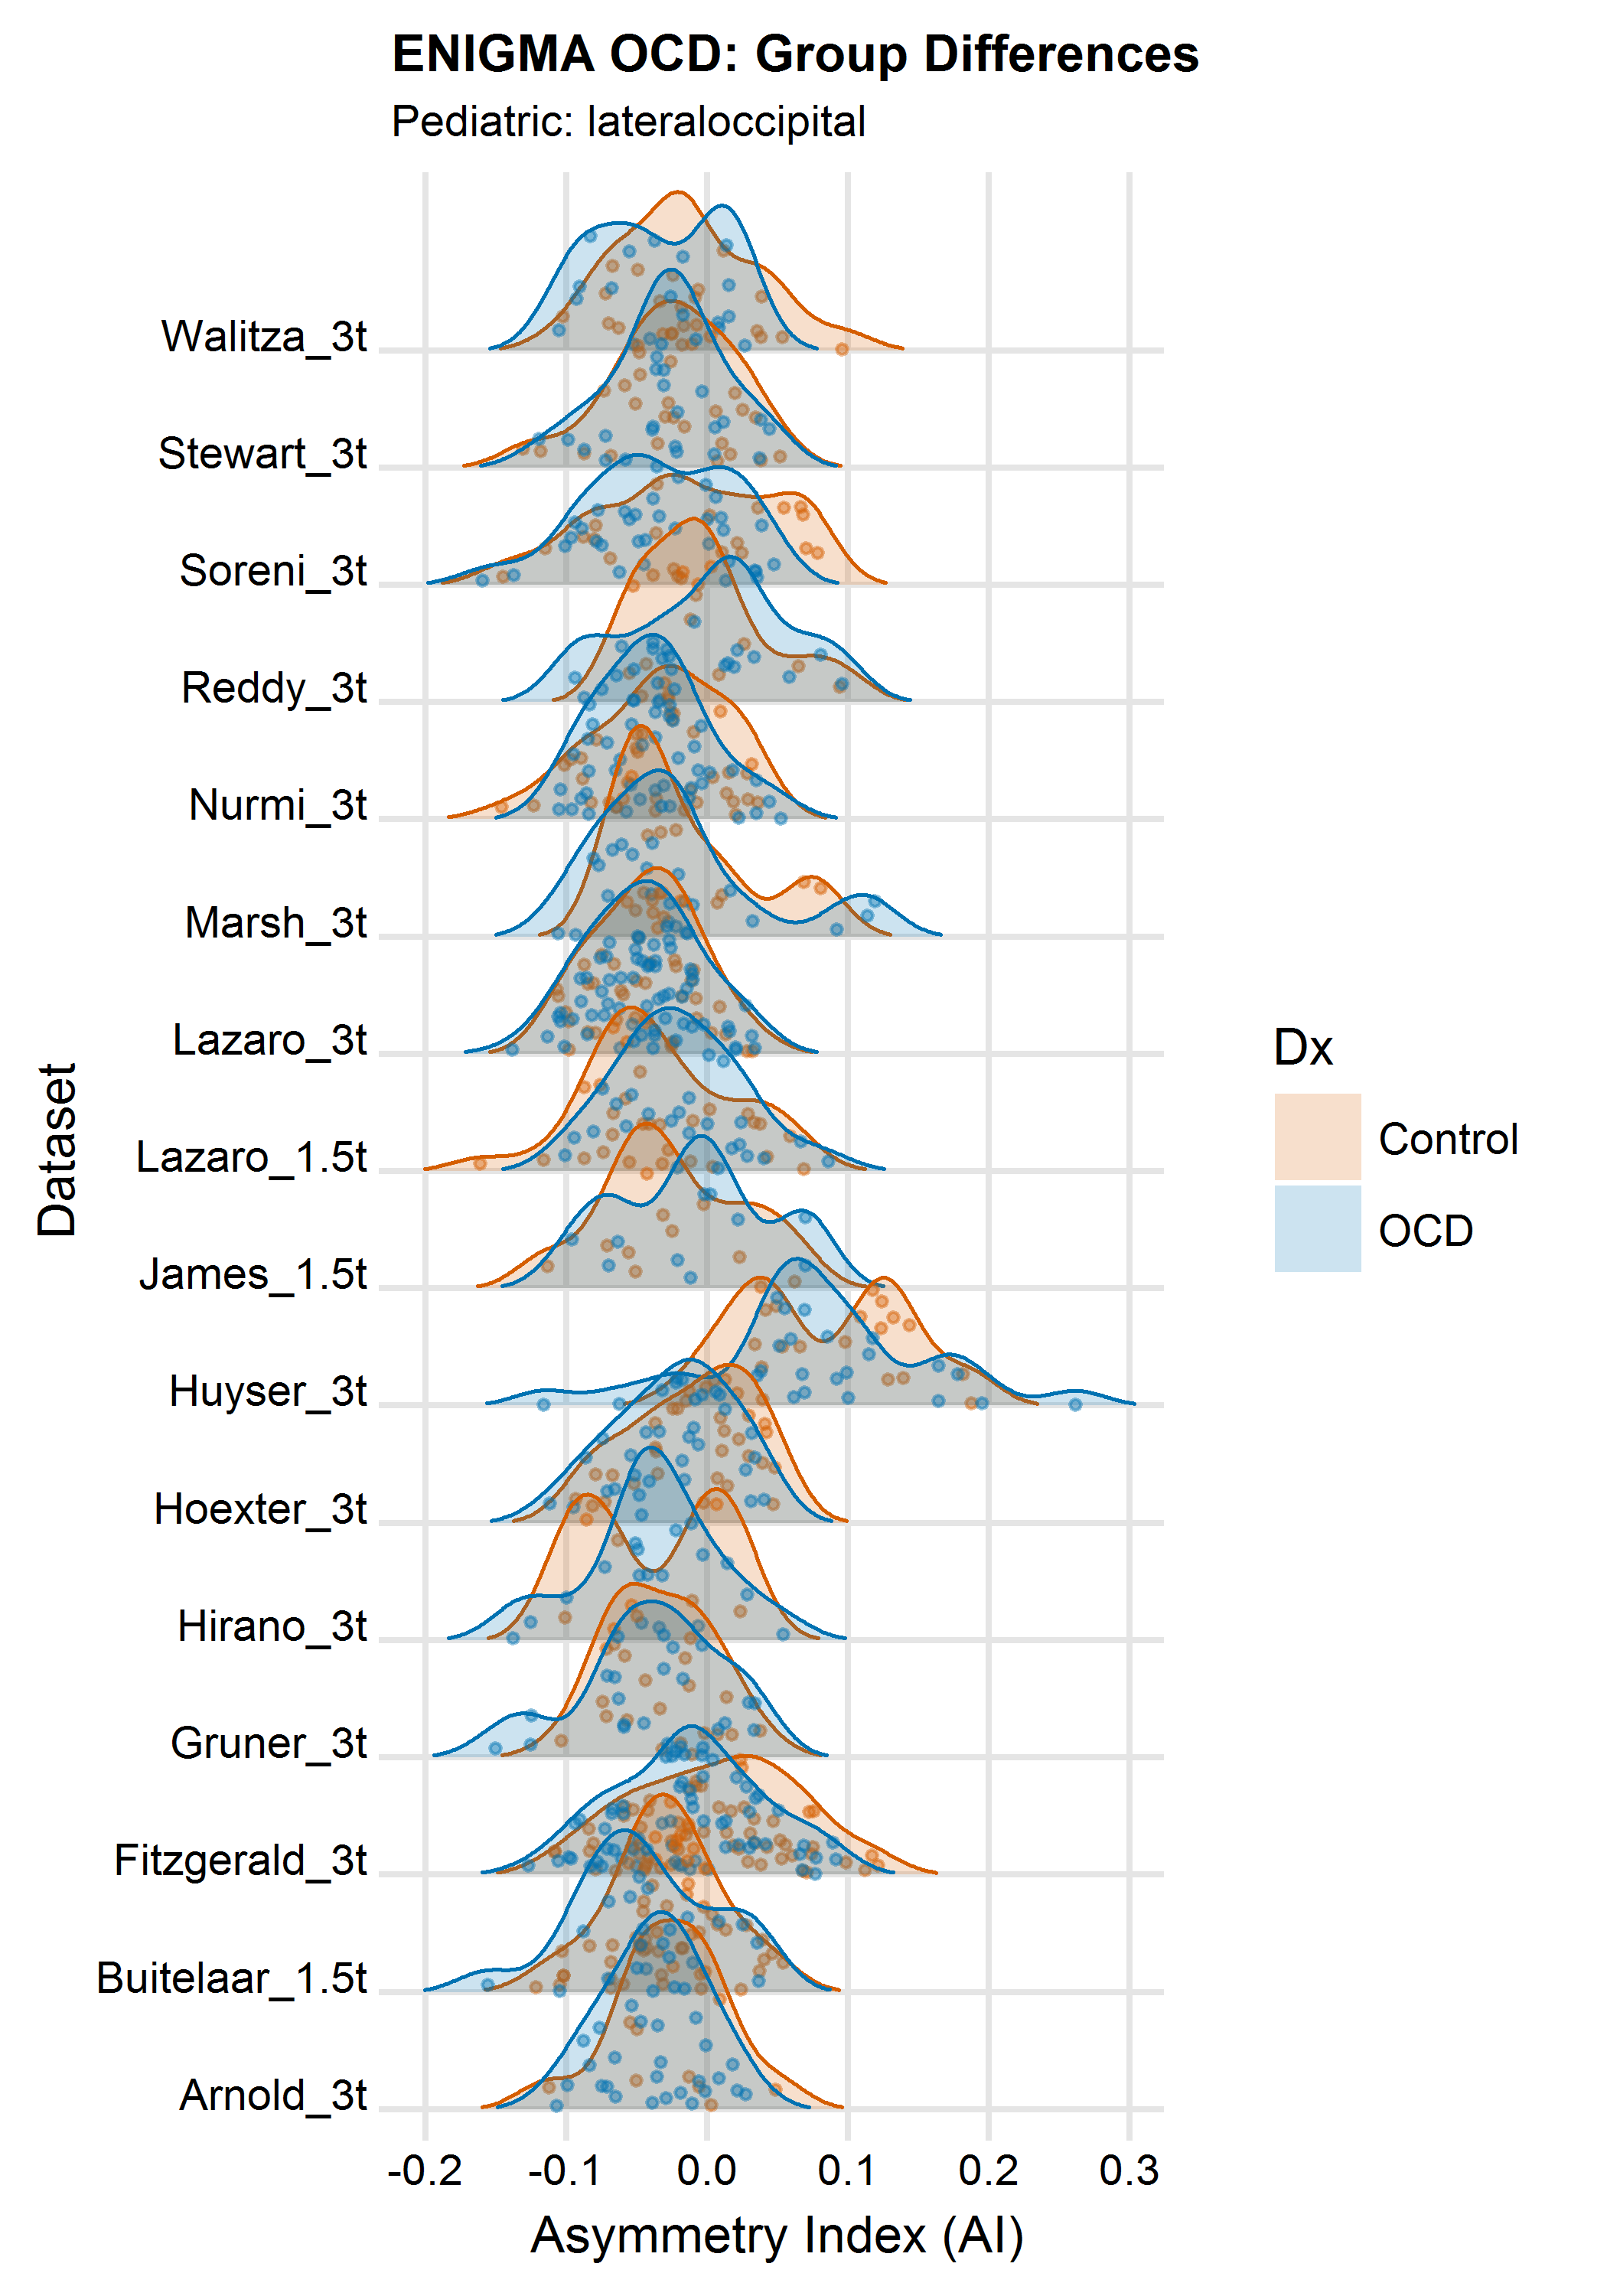 ENIGMA OCD: Group Differences
Pediatric: lateraloccipital
Walitza_3t
Stewart_3t
Soreni_3t
Reddy_3t
Nurmi_3t
Marsh_3t
Lazaro_3t
Lazaro_1.5t
James_1.5t
Huyser_3t
Hoexter_3t
Hirano_3t
Gruner_3t
Fitzgerald_3t
Buitelaar_1.5t
Arnold_3t
Dataset
-0.2 -0.1 0.0 0.1 0.2 0.3
Asymmetry Index (AI)
Dx
Control
OCD